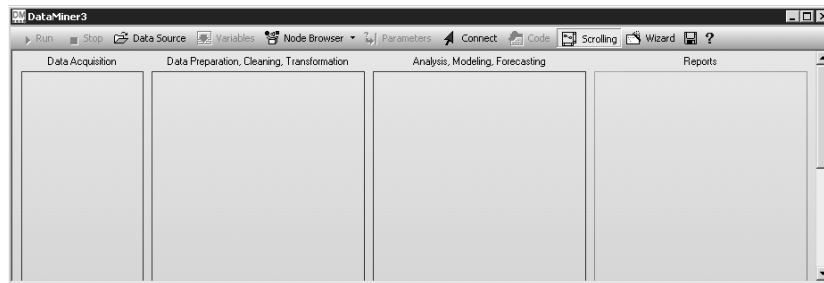 DM DataMiner3
Run Stop Data Source Variables Node Browser Parameters Connect Code Scrolling Wizard ?
Data Acquisition Data Preparation, Cleaning, Transformation Analysis, Modeling, Forecasting Reports